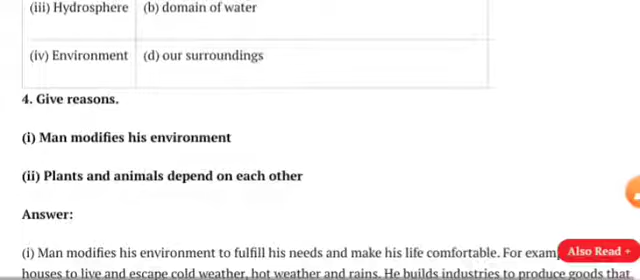 (iii) Hydrosphere (b) domain of water
(iv) Environment (d) our surroundings
4. Give reasons.
(i) Man modifies his environment
(ii) Plants and animals depend on each other
Answer:
(i) Man modifies his environment to fulfill his needs and make his life comfortable. For exam
Also Read +
houses to live and escape cold weather, hot weather and rains. He builds industries to produce goods that